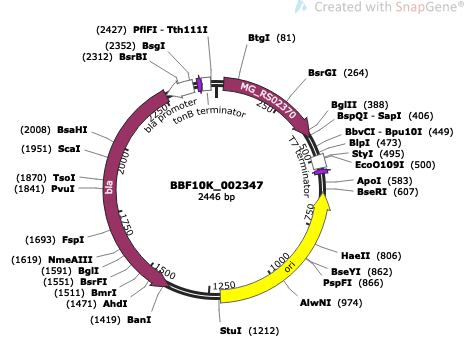 Created with SnapGene®
(2427) PflFI - Tth111I
(2352) BsgI
(2312) BsrBI
BtgI (81)
BsrGI (264)
BglII (388)
BspQI - SapI (406)
BbvCI - Bpu10I (449)
BlpI (473)
StyI (495)
EcoO109I (500)
ApoI (583)
BseRI (607)
HaeII (806)
BseYI (862)
PspFI (866)
AlwNI (974)
StuI (1212)
(2008) BsaHI
(1951) ScaI
(1870) TsoI
(1841) PvuI
(1693) FspI
(1619) NmeAIII
(1591) BglI
(1551) BsrFI
(1511) BmrI
(1471) AhdI
(1419) BanI
MG_RS02370
bla promoter
tonB terminator
T7 terminator
bla
ori
BBF10K_002347
2446 bp
250
500
750
1000
1250
1500
1750
2000
2250